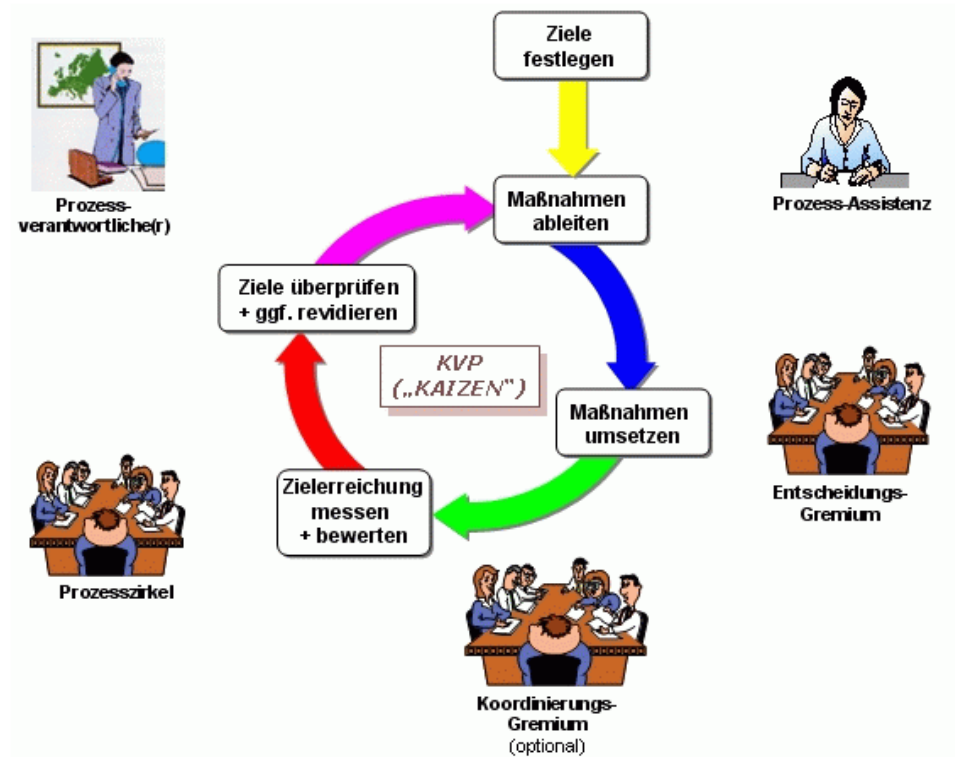 Ziele
festlegen
Prozess-
verantwortliche(r)
Maßnahmen
ableiten
Prozess-Assistenz
Ziele überprüfen
+ ggf. revidieren
KVP
(„KAIZEN")
Maßnahmen
umsetzen
Zielerreichung
messen
+ bewerten
Entscheidungs-
Gremium
Prozesszirkel
Koordinierungs-
Gremium
(optional)